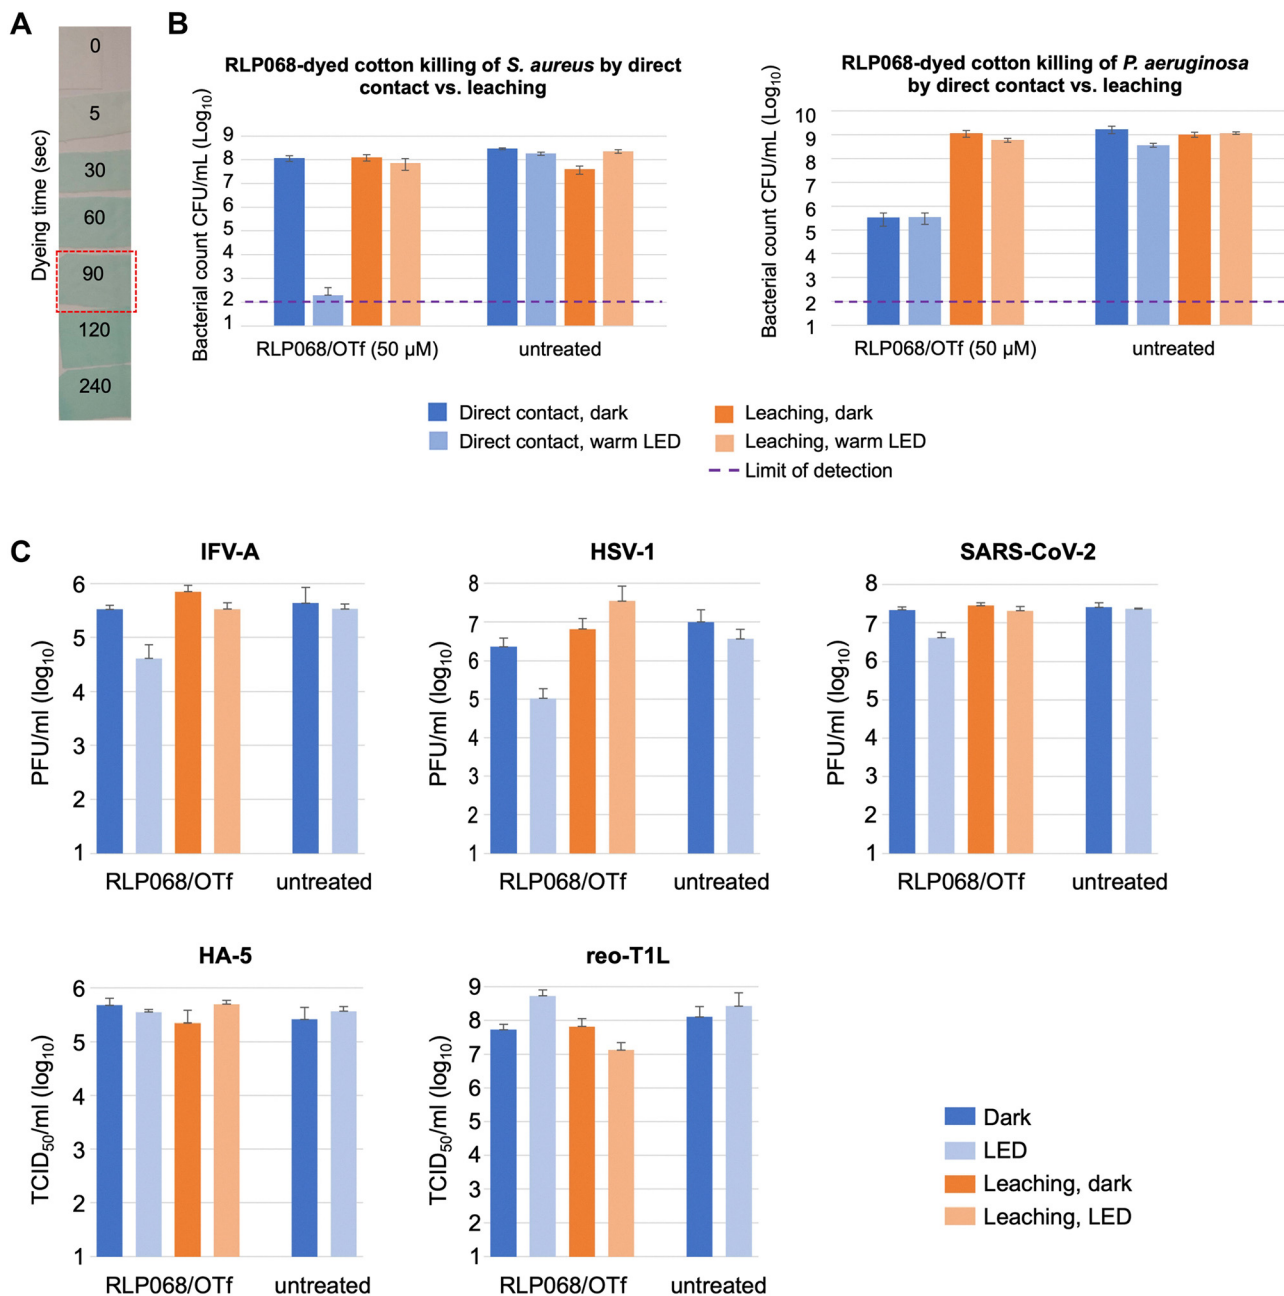 A
Dyeing time (sec)
0
5
30
60
90
120
240
B
RLP068-dyed cotton killing of S. aureus by direct
contact vs. leaching
Bacterial count CFU/mL (Log10)
9
8
7
6
5
4
3
2
1
RLP068/OTf (50 µM)
untreated
RLP068-dyed cotton killing of P. aeruginosa
by direct contact vs. leaching
Bacterial count CFU/mL (Log10)
10
9
8
7
6
5
4
3
2
1
RLP068/OTf (50 µM)
untreated
Direct contact, dark
Direct contact, warm LED
Leaching, dark
Leaching, warm LED
Limit of detection
C
IFV-A
PFU/ml (log10)
6
5
4
3
2
1
RLP068/OTf
untreated
HSV-1
PFU/ml (log10)
8
7
6
5
4
3
2
1
RLP068/OTf
untreated
SARS-CoV-2
PFU/ml (log10)
8
7
6
5
4
3
2
1
RLP068/OTf
untreated
HA-5
TCID50/ml (log10)
6
5
4
3
2
1
RLP068/OTf
untreated
reo-T1L
TCID50/ml (log10)
9
8
7
6
5
4
3
2
1
RLP068/OTf
untreated
Dark
LED
Leaching, dark
Leaching, LED